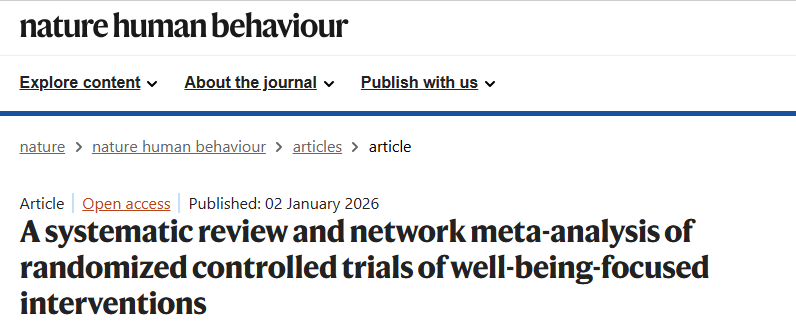 nature human behaviour
Explore content About the journal Publish with us
nature > nature human behaviour > articles > article
Article | Open access | Published: 02 January 2026
A systematic review and network meta-analysis of
randomized controlled trials of well-being-focused
interventions